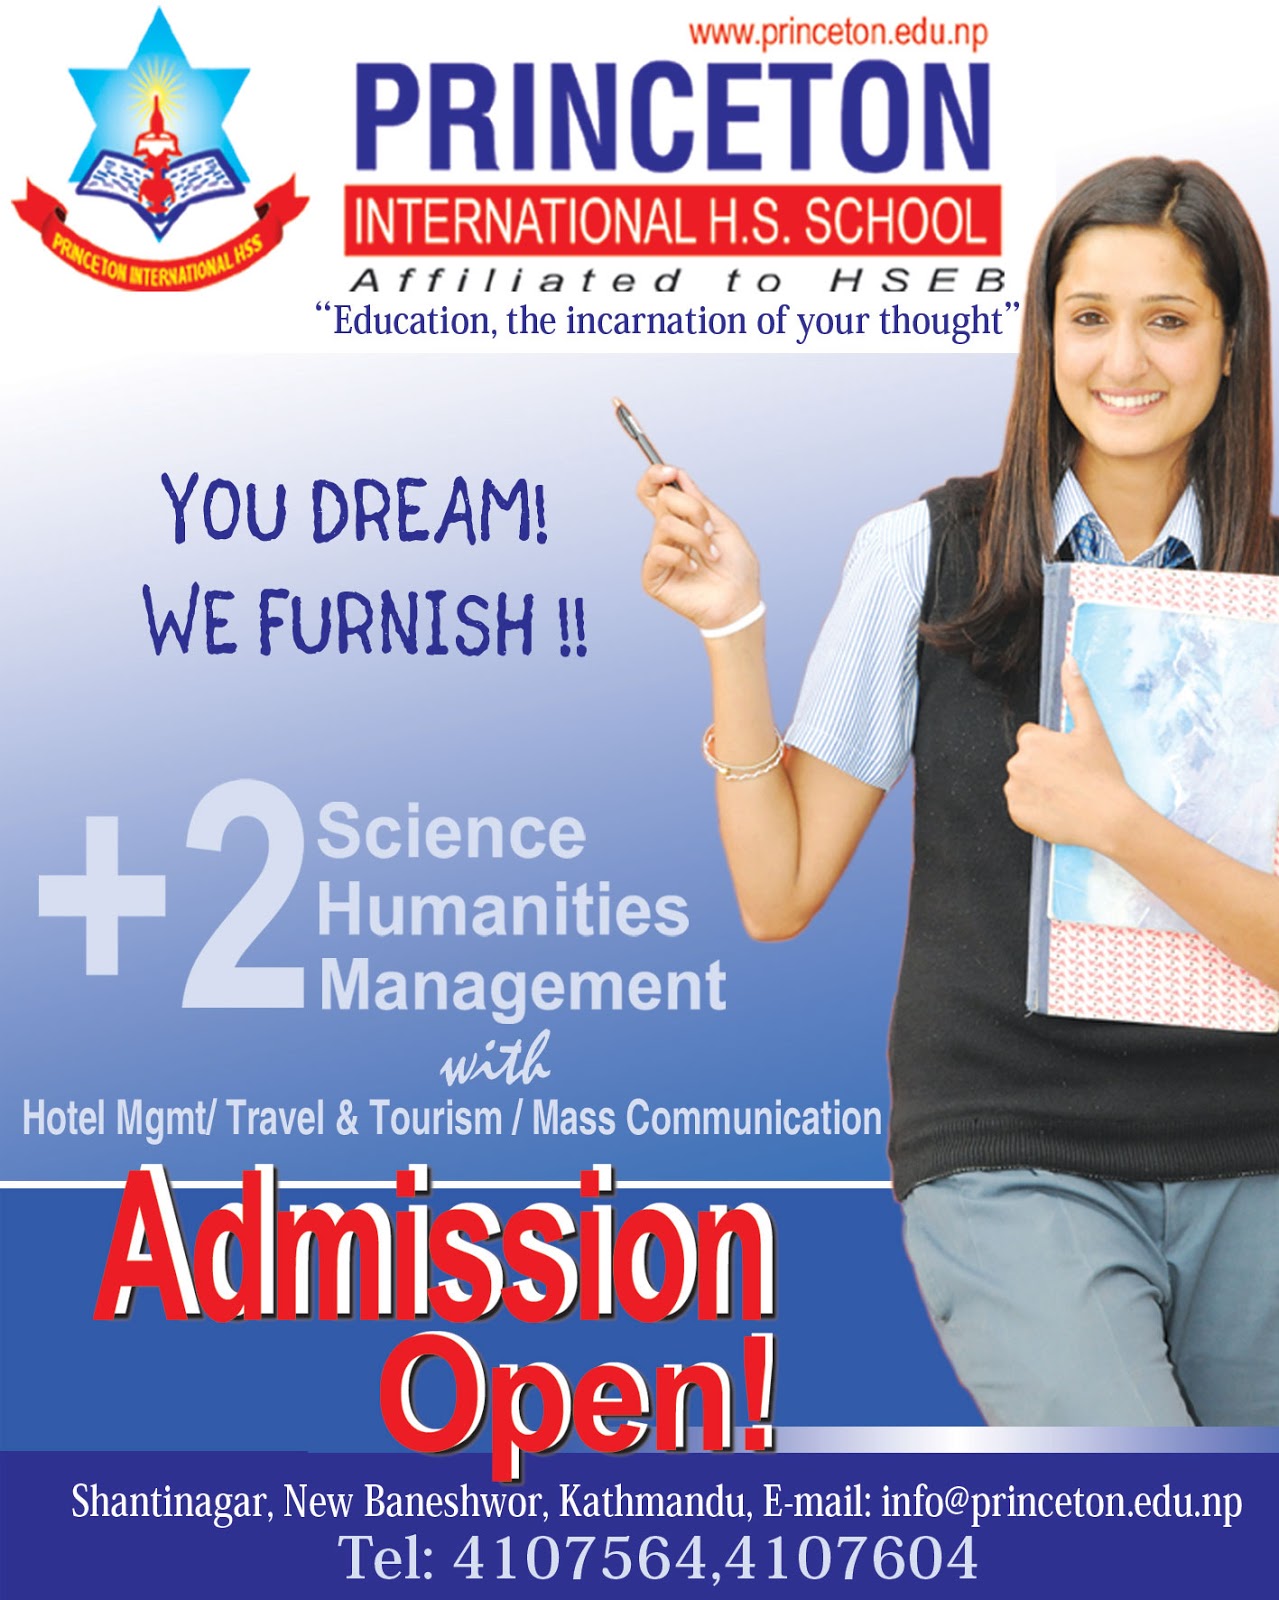 www.princeton.edu.np
PRINCETON
INTERNATIONAL H.S. SCHOOL
Affiliated to HSEB
“Education, the incarnation of your thought”
PRINCETON INTERNATIONAL HSS
YOU DREAM!
WE FURNISH !!
+2
Science
Humanities
Management
with
Hotel Mgmt/ Travel & Tourism / Mass Communication
Admission
Open!
Shantinagar, New Baneshwor, Kathmandu, E-mail: info@princeton.edu.np
Tel: 4107564,4107604